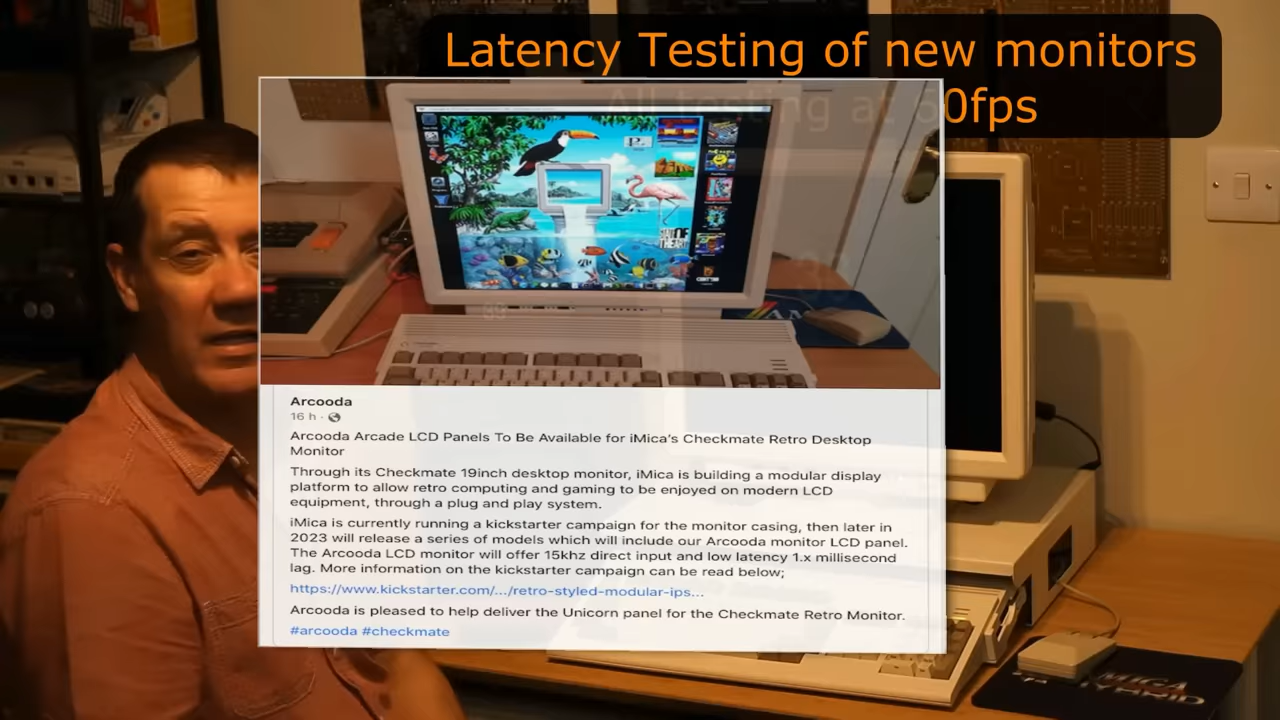 Latency Testing of new monitors
All testing at 50fps
Arcooda
16 h ·
Arcooda Arcade LCD Panels To Be Available for iMica's Checkmate Retro Desktop
Monitor
Through its Checkmate 19inch desktop monitor, iMica is building a modular display
platform to allow retro computing and gaming to be enjoyed on modern LCD
equipment, through a plug and play system.
iMica is currently running a kickstarter campaign for the monitor casing, then later in
2023 will release a series of models which will include our Arcooda monitor LCD panel.
The Arcooda LCD monitor will offer 15khz direct input and low latency 1.x millisecond
lag. More information on the kickstarter campaign can be read below;
https://www.kickstarter.com/.../retro-styled-modular-ips...
Arcooda is pleased to help deliver the Unicorn panel for the Checkmate Retro Monitor.
#arcooda #checkmate